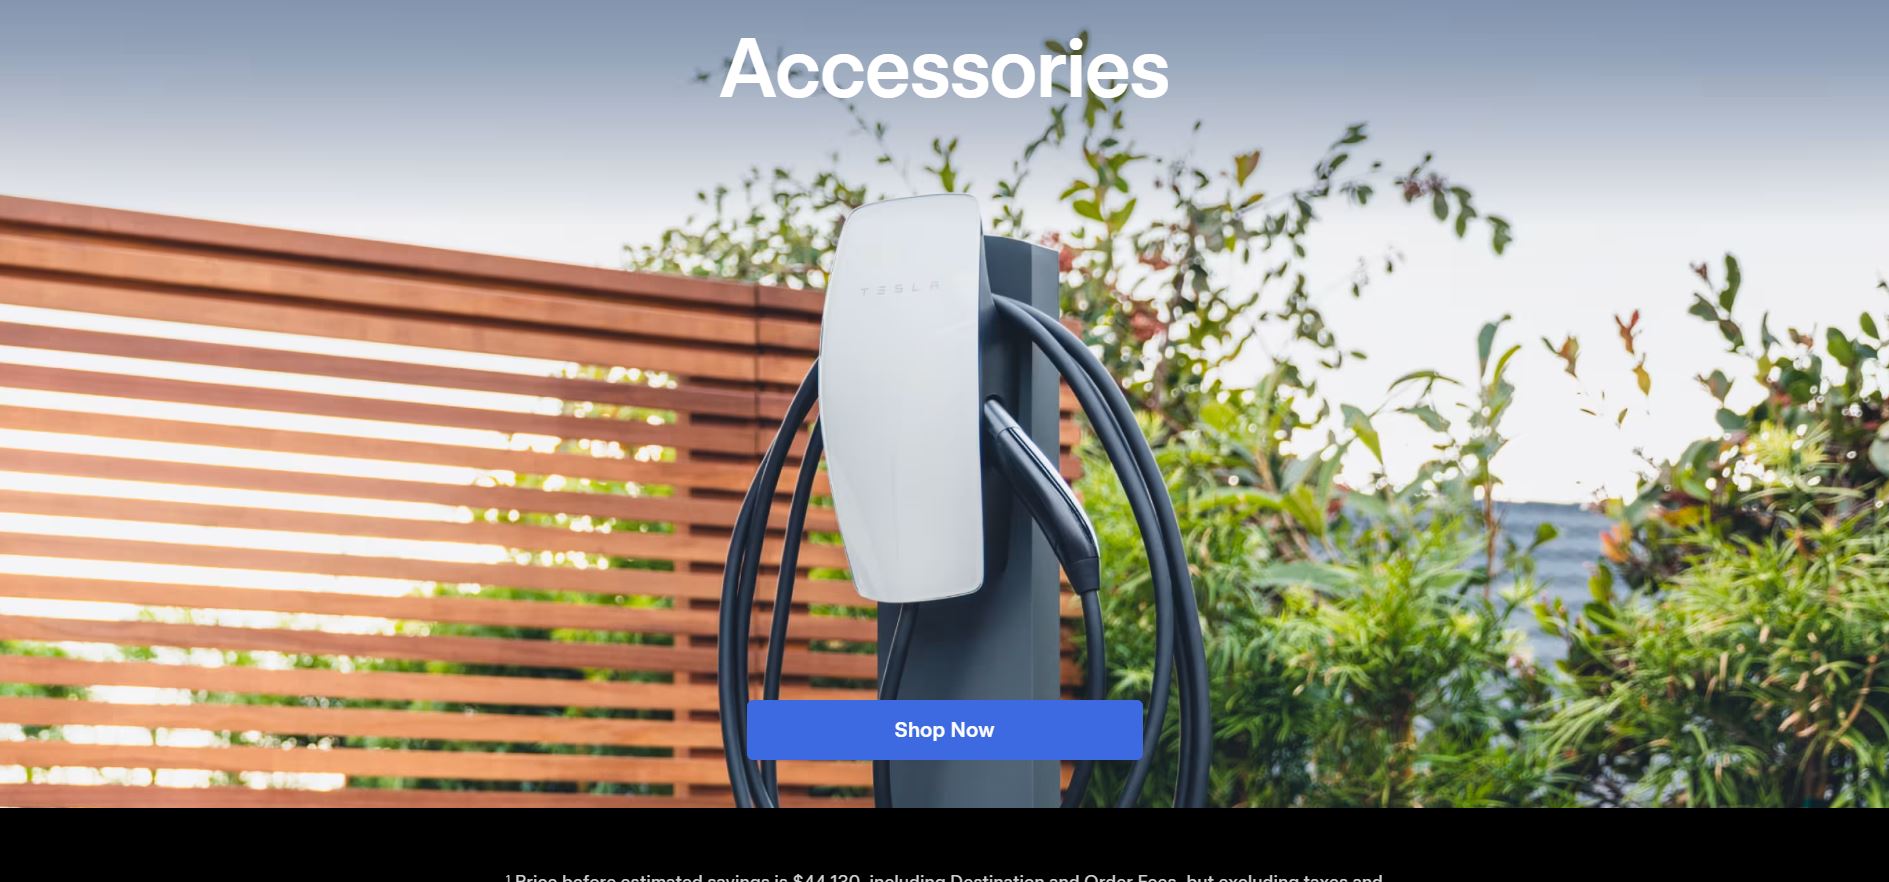 Accessories
TESLA
Shop Now
¹ Price before estimated savings is $44,130, including Destination and Order Fees, but excluding taxes and